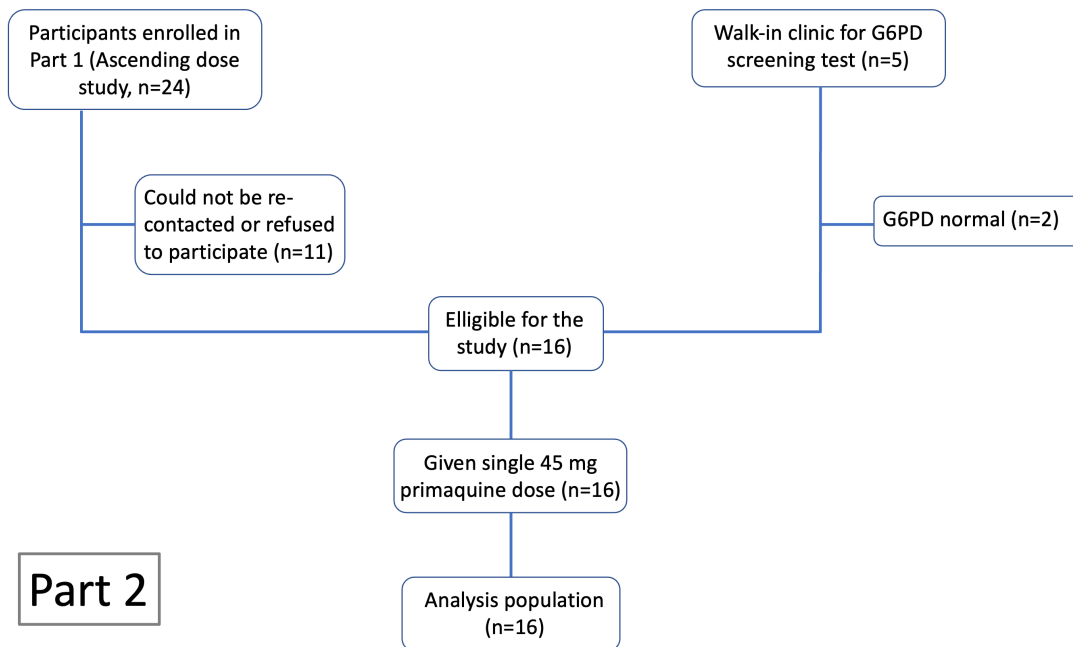 Participants enrolled in
Part 1 (Ascending dose
study, n=24)
Walk-in clinic for G6PD
screening test (n=5)
Could not be re-
contacted or refused
to participate (n=11)
G6PD normal (n=2)
Elligible for the
study (n=16)
Given single 45 mg
primaquine dose (n=16)
Part 2
Analysis population
(n=16)